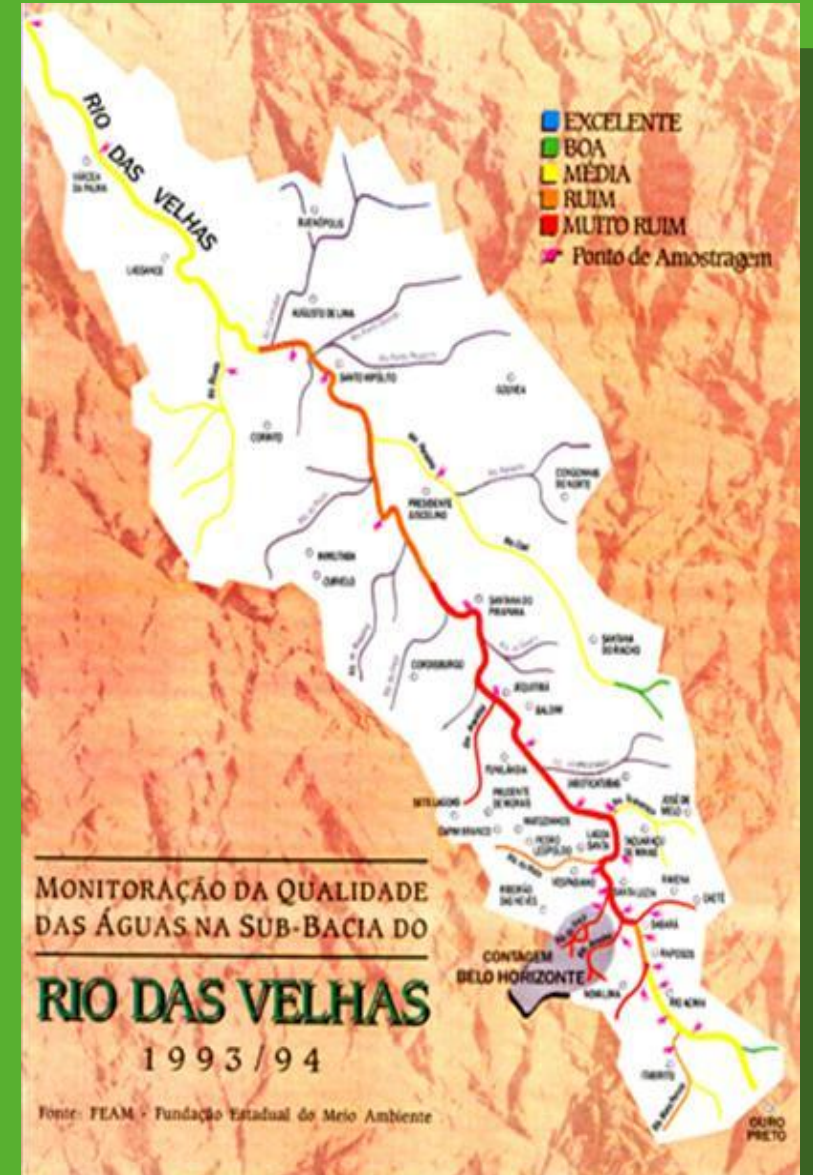 EXCELENTE
BOA
MÉDIA
RUIM
MUITO RUIM
Ponto de Amostragem
RIO DAS VELHAS
VÁRZEA
DA PALMA
LASSANCE
BUENÓPOLIS
AUGUSTO DE LIMA
SANTO HIPÓLITO
GOUVEA
CORINTO
CONGONHAS
DO NORTE
PRESIDENTE
JUSCELINO
INIMUTABA
CURVELO
SANTANA DO
PIRAPAMA
SANTANA
DO RIACHO
CORDISBURGO
JEQUITIBÁ
BALDIM
FUNILÂNDIA
JABOTICATUBAS
SETE LAGOAS
PRUDENTE
DE MORAIS
CAPIM BRANCO
MATOZINHOS
PEDRO
LEOPOLDO
LAGOA
SANTA
TAQUARAÇU
DE MINAS
JOSÉ DE
MELO
RIBEIRÃO
DAS NEVES
VESPASIANO
SANTA LUZIA
RAVENA
CAETÉ
SABARÁ
RAPOSOS
CONTAGEM
BELO HORIZONTE
NOVA LIMA
RIO ACIMA
ITABIRITO
OURO
PRETO
MONITORAÇÃO DA QUALIDADE
DAS ÁGUAS NA SUB-BACIA DO
RIO DAS VELHAS
1993/94
Fonte: FEAM - Fundação Estadual do Meio Ambiente